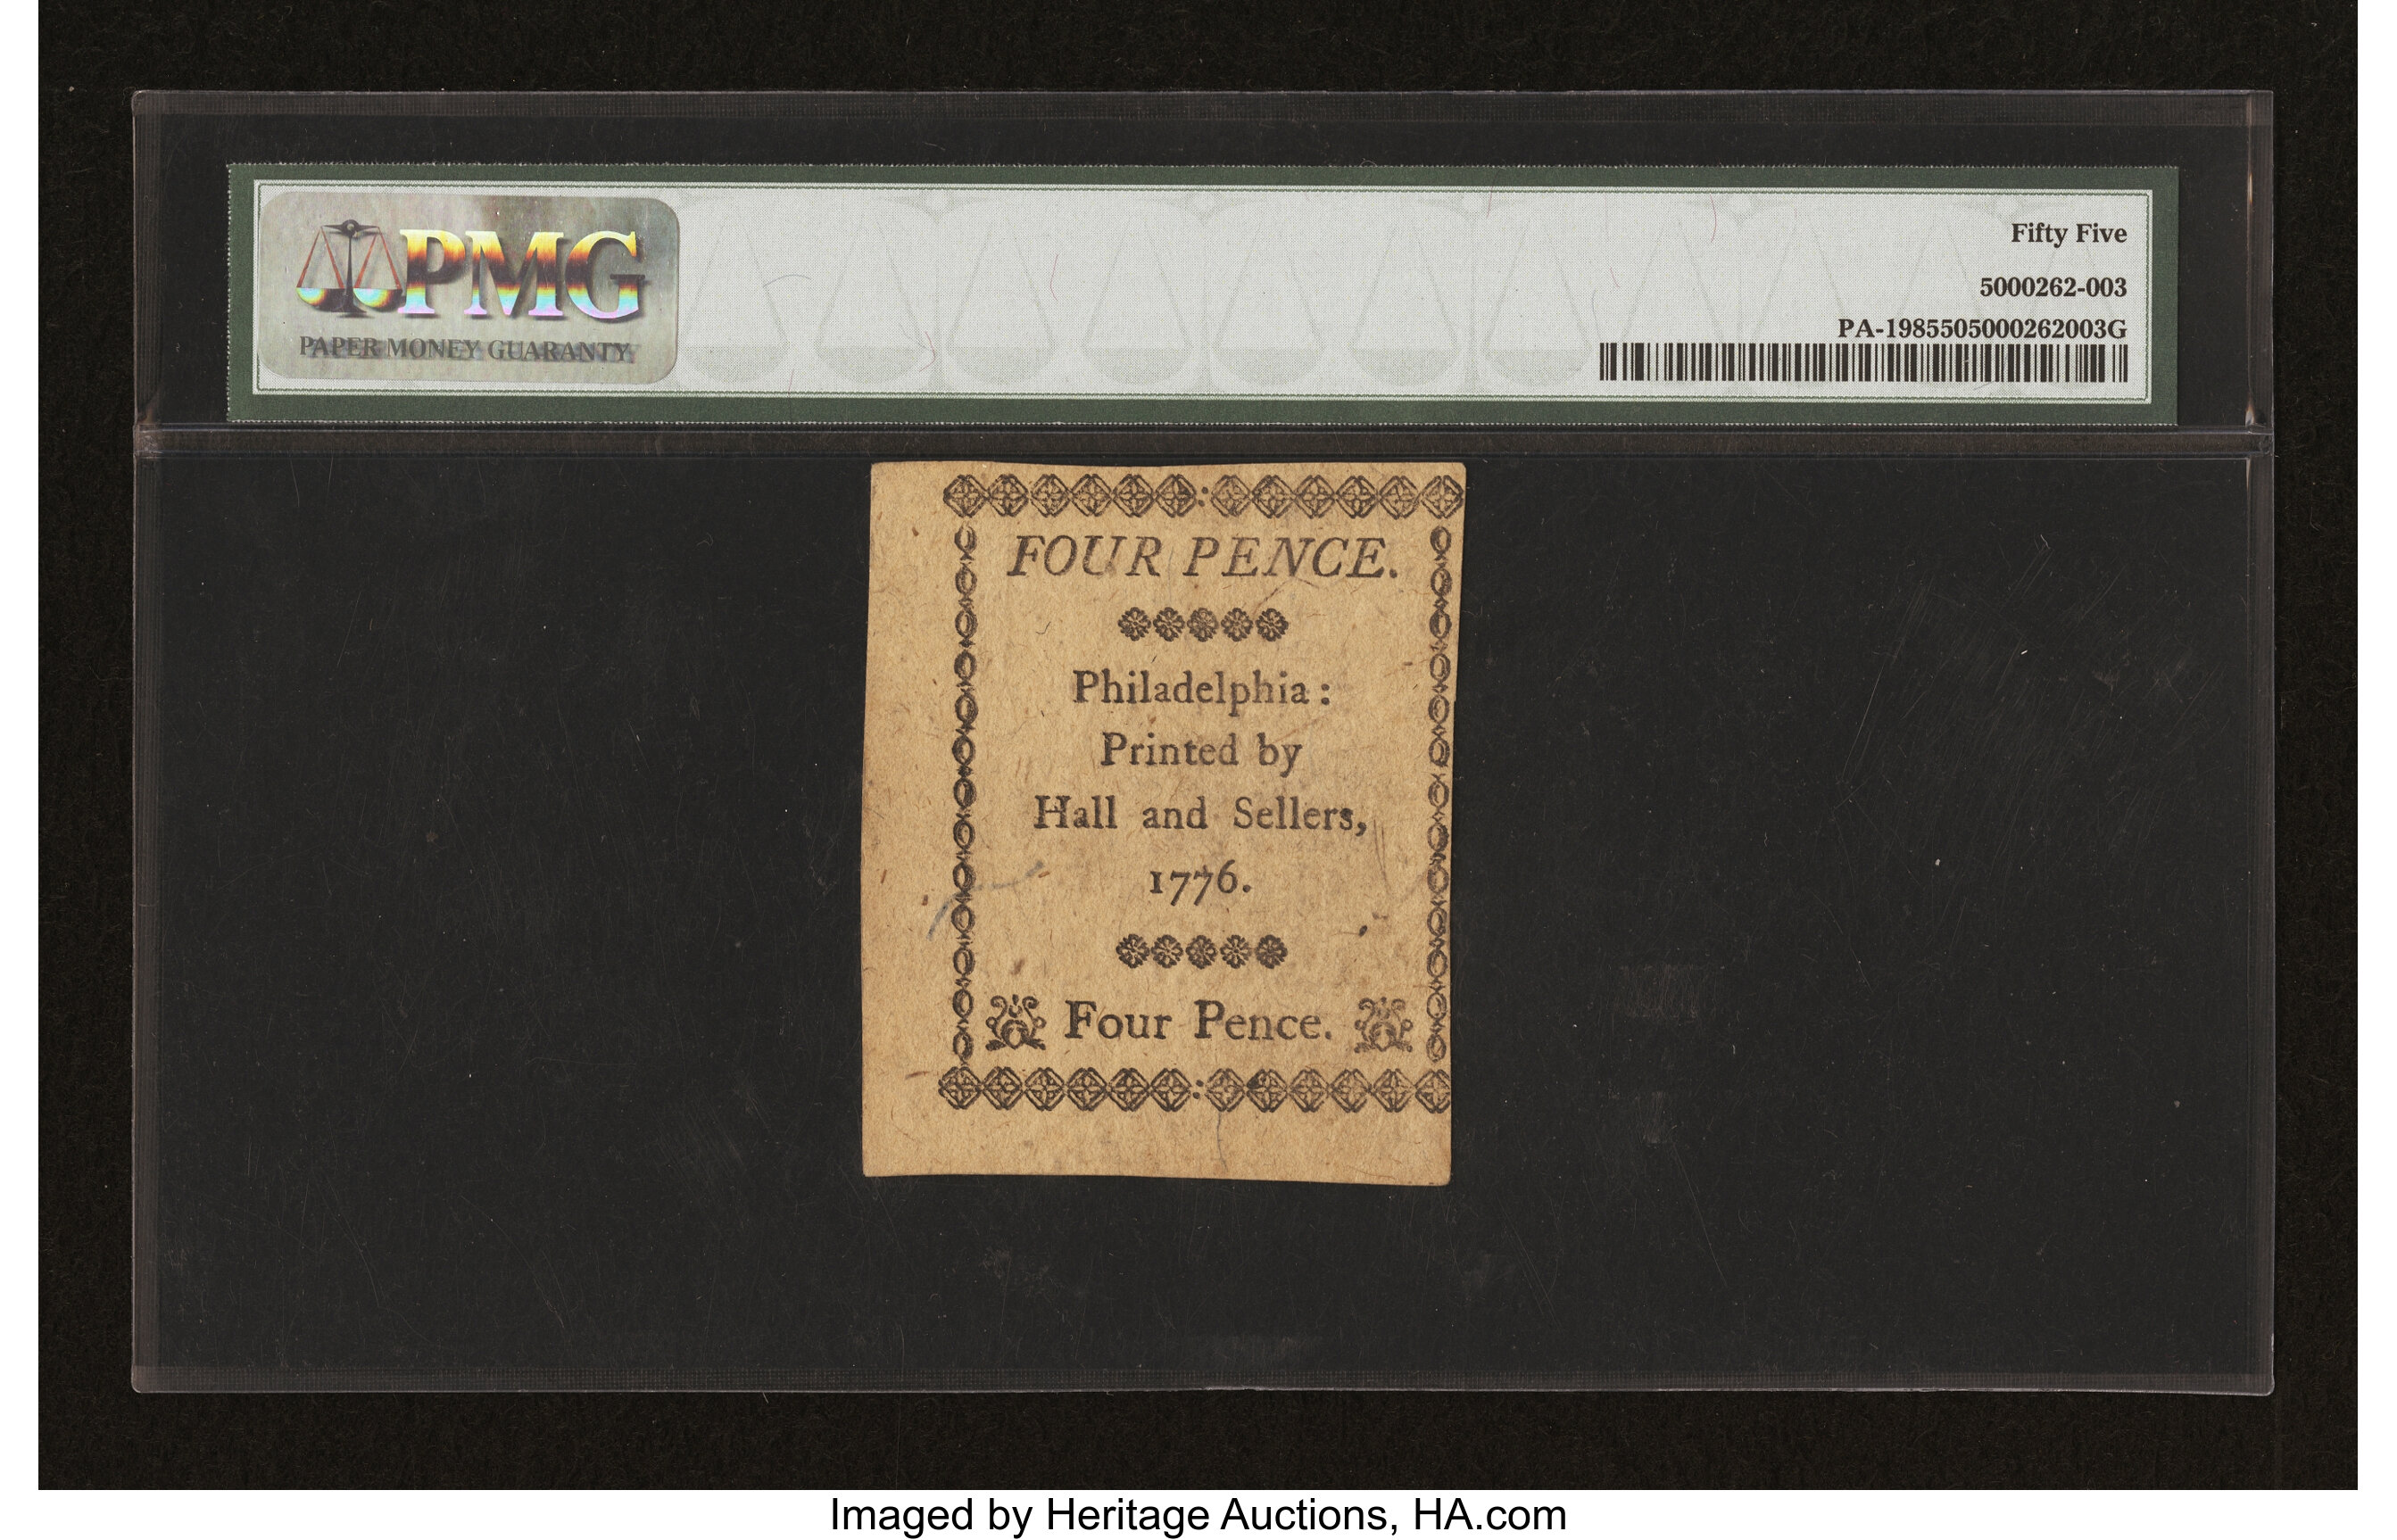 PMG
PAPER MONEY GUARANTY
Fifty Five
5000262-003
PA-1985505000262003G
FOUR PENCE.
Philadelphia:
Printed by
Hall and Sellers,
1776.
Four Pence.
Imaged by Heritage Auctions, HA.com